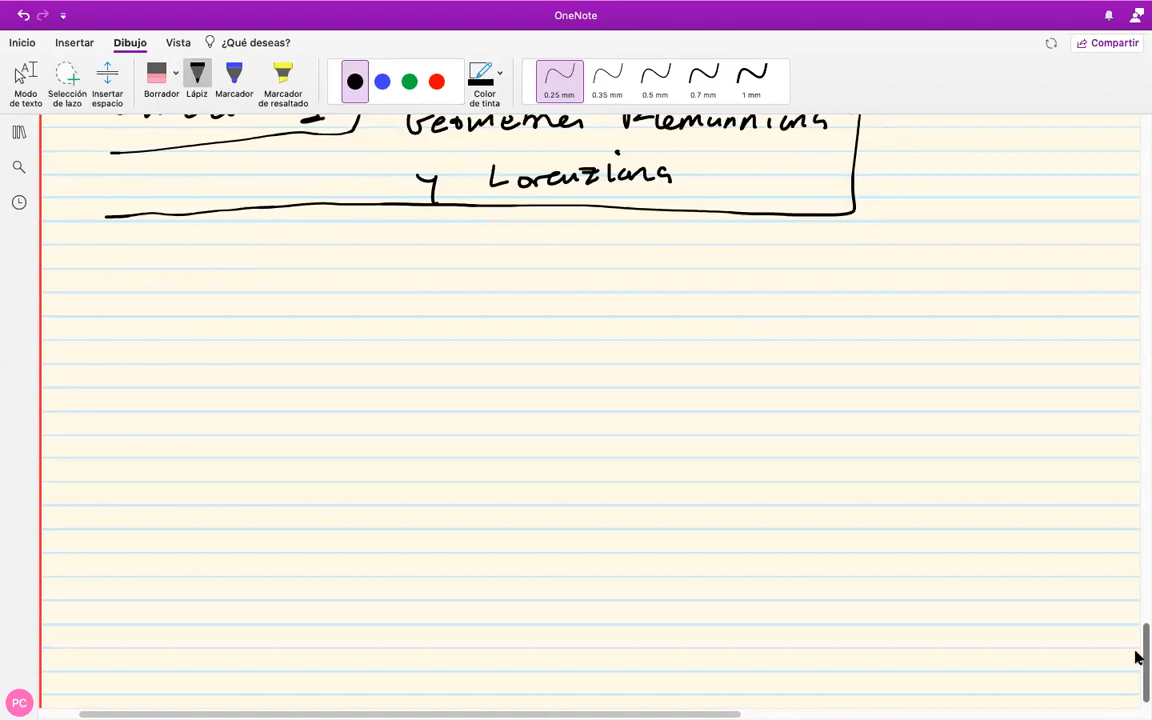 OneNote
Inicio Insertar Dibujo Vista ¿Qué deseas? Compartir
Modo de texto
Selección de lazo
Insertar espacio
Borrador
Lápiz
Marcador
Marcador de resaltado
Color de tinta
0.25 mm 0.35 mm 0.5 mm 0.7 mm 1 mm
Geometría Riemanniana
y Lorenziana
PC